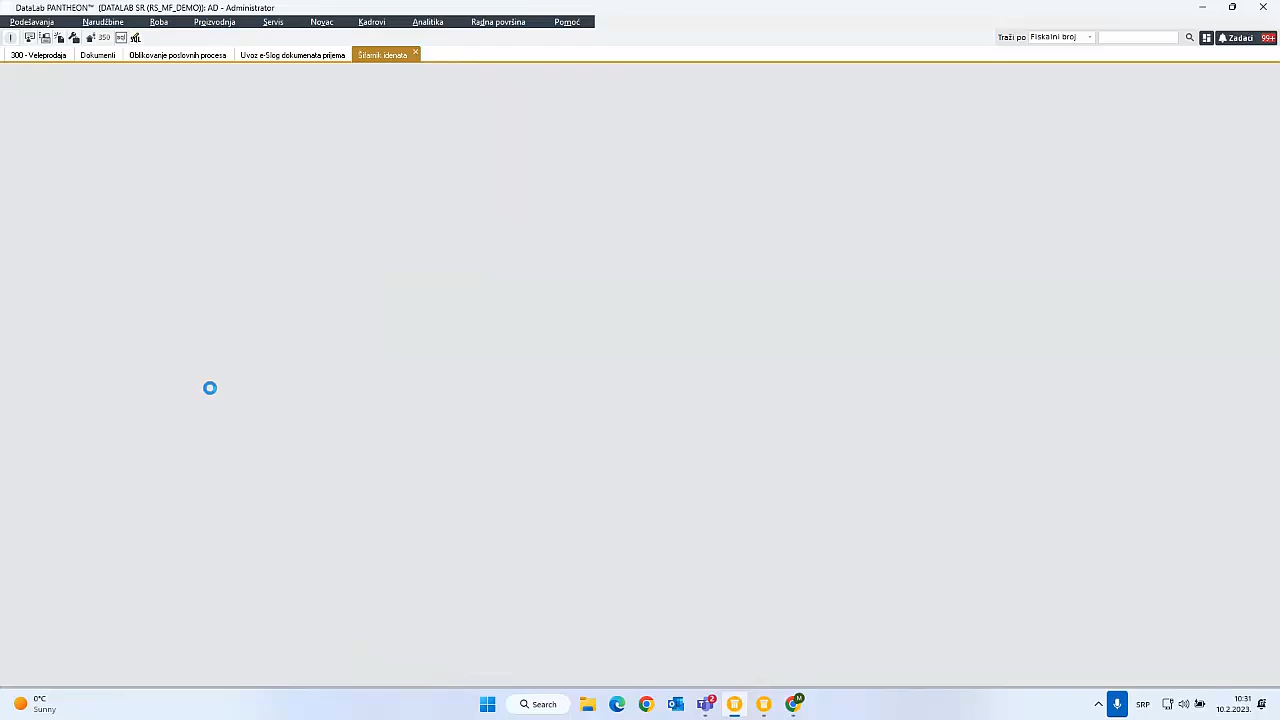 DataLab PANTHEON™ (DATALAB SR (RS_MF_DEMO)); AD - Administrator
Podešavanja Narudžbine Roba Proizvodnja Servis Novac Kadrovi Analitika Radna površina Pomoć
350 Traži po Fiskalni broj Zadaci 99+
300 - Veleprodaja Dokumenti Oblikovanje poslovnih procesa Uvoz e-Slog dokumenata prijema Šifarnik idenata
0°C
Sunny
Search
2
M
SRP
10:31
10.2.2023.